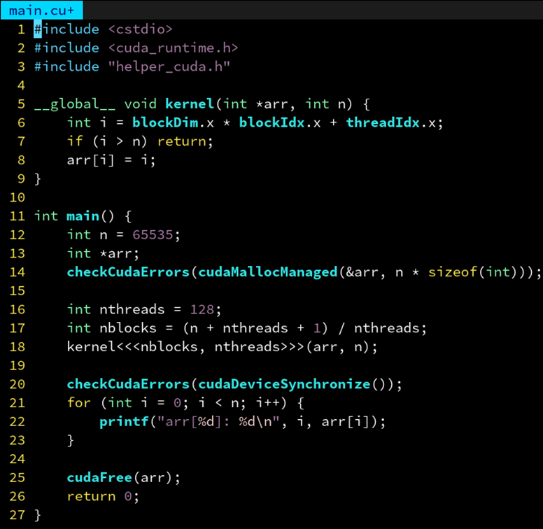 main.cu+
1 #include <cstdio>
2 #include <cuda_runtime.h>
3 #include "helper_cuda.h"
4
5 __global__ void kernel(int *arr, int n) {
6     int i = blockDim.x * blockIdx.x + threadIdx.x;
7     if (i > n) return;
8     arr[i] = i;
9 }
10
11 int main() {
12     int n = 65535;
13     int *arr;
14     checkCudaErrors(cudaMallocManaged(&arr, n * sizeof(int)));
15
16     int nthreads = 128;
17     int nblocks = (n + nthreads + 1) / nthreads;
18     kernel<<<nblocks, nthreads>>>(arr, n);
19
20     checkCudaErrors(cudaDeviceSynchronize());
21     for (int i = 0; i < n; i++) {
22         printf("arr[%d]: %d\n", i, arr[i]);
23     }
24
25     cudaFree(arr);
26     return 0;
27 }